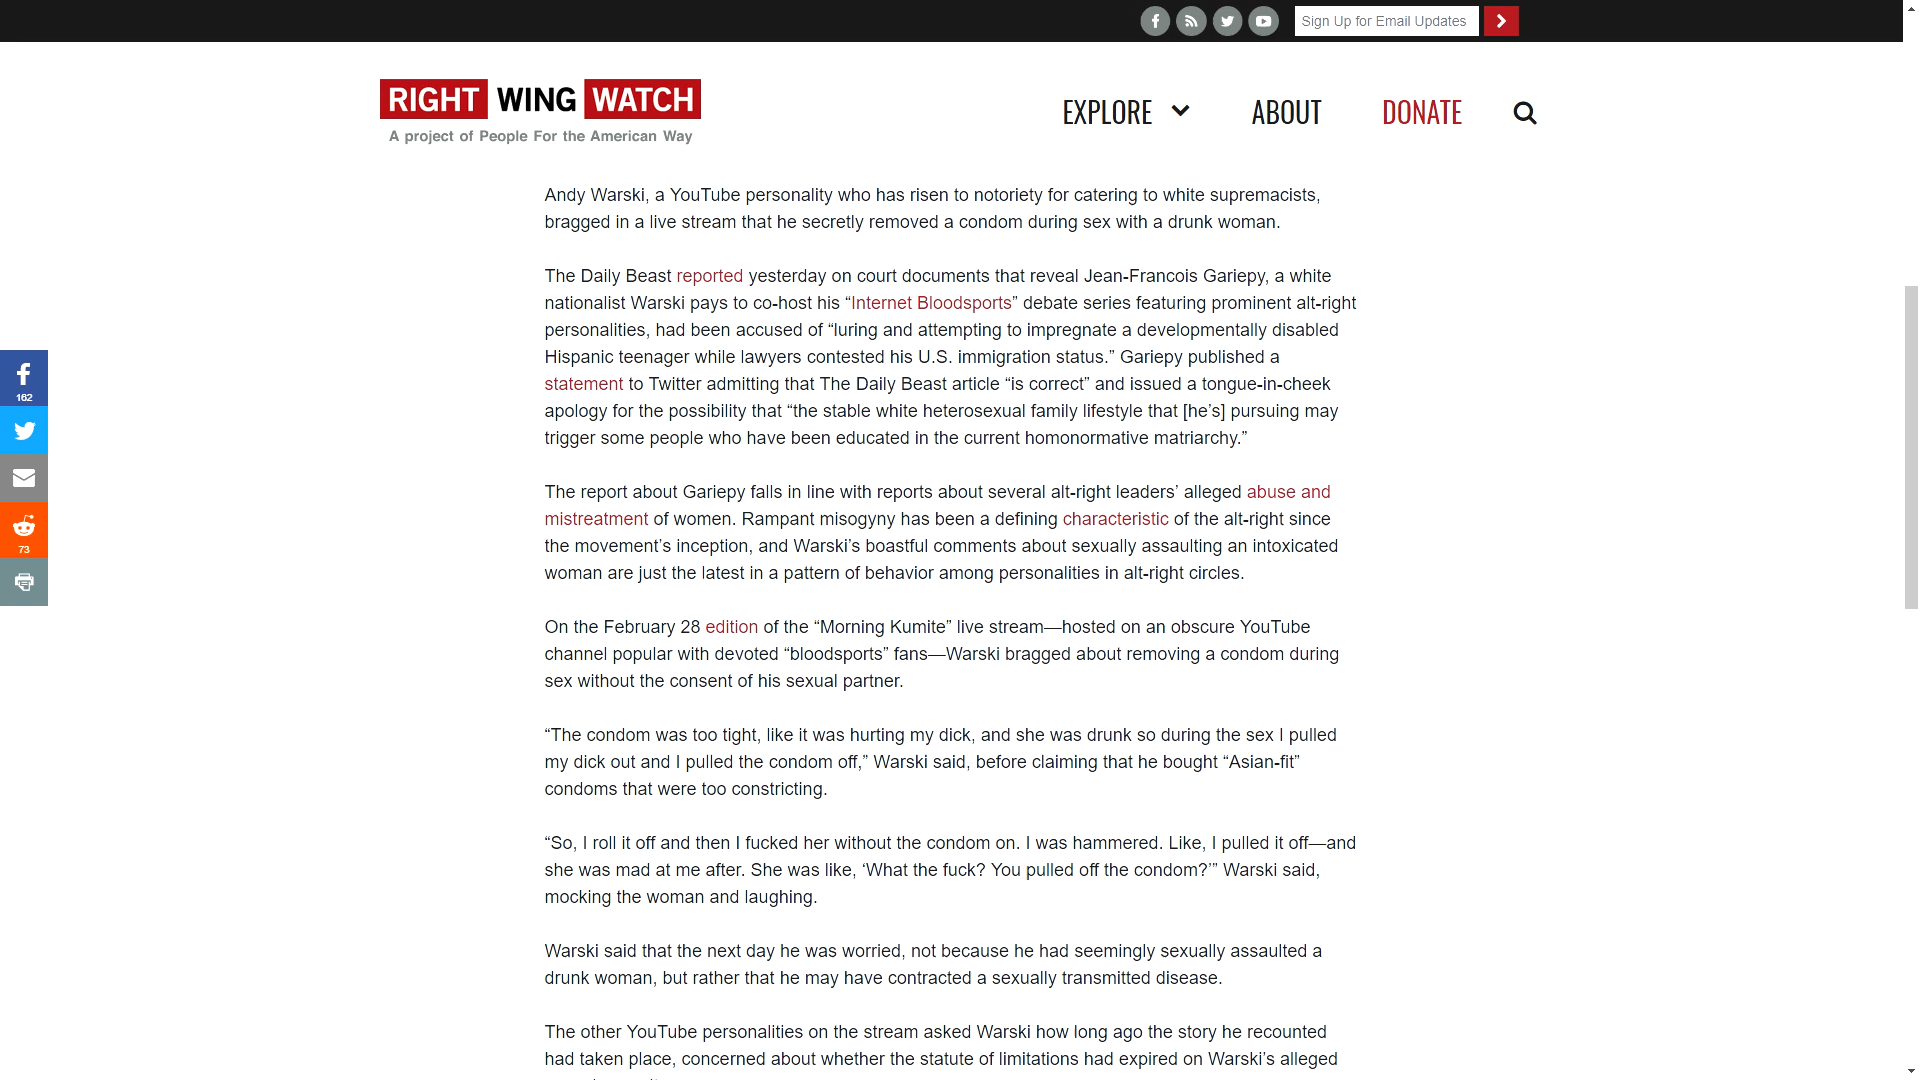 Sign Up for Email Updates
RIGHT WING WATCH
A project of People For the American Way
EXPLORE
ABOUT
DONATE
Andy Warski, a YouTube personality who has risen to notoriety for catering to white supremacists,
bragged in a live stream that he secretly removed a condom during sex with a drunk woman.
The Daily Beast reported yesterday on court documents that reveal Jean-Francois Gariepy, a white
nationalist Warski pays to co-host his “Internet Bloodsports” debate series featuring prominent alt-right
personalities, had been accused of “luring and attempting to impregnate a developmentally disabled
Hispanic teenager while lawyers contested his U.S. immigration status.” Gariepy published a
statement to Twitter admitting that The Daily Beast article “is correct” and issued a tongue-in-cheek
apology for the possibility that “the stable white heterosexual family lifestyle that [he’s] pursuing may
trigger some people who have been educated in the current homonormative matriarchy.”
The report about Gariepy falls in line with reports about several alt-right leaders’ alleged abuse and
mistreatment of women. Rampant misogyny has been a defining characteristic of the alt-right since
the movement’s inception, and Warski’s boastful comments about sexually assaulting an intoxicated
woman are just the latest in a pattern of behavior among personalities in alt-right circles.
On the February 28 edition of the “Morning Kumite” live stream—hosted on an obscure YouTube
channel popular with devoted “bloodsports” fans—Warski bragged about removing a condom during
sex without the consent of his sexual partner.
“The condom was too tight, like it was hurting my dick, and she was drunk so during the sex I pulled
my dick out and I pulled the condom off,” Warski said, before claiming that he bought “Asian-fit”
condoms that were too constricting.
“So, I roll it off and then I fucked her without the condom on. I was hammered. Like, I pulled it off—and
she was mad at me after. She was like, ‘What the fuck? You pulled off the condom?’” Warski said,
mocking the woman and laughing.
Warski said that the next day he was worried, not because he had seemingly sexually assaulted a
drunk woman, but rather that he may have contracted a sexually transmitted disease.
The other YouTube personalities on the stream asked Warski how long ago the story he recounted
had taken place, concerned about whether the statute of limitations had expired on Warski’s alleged
162
73